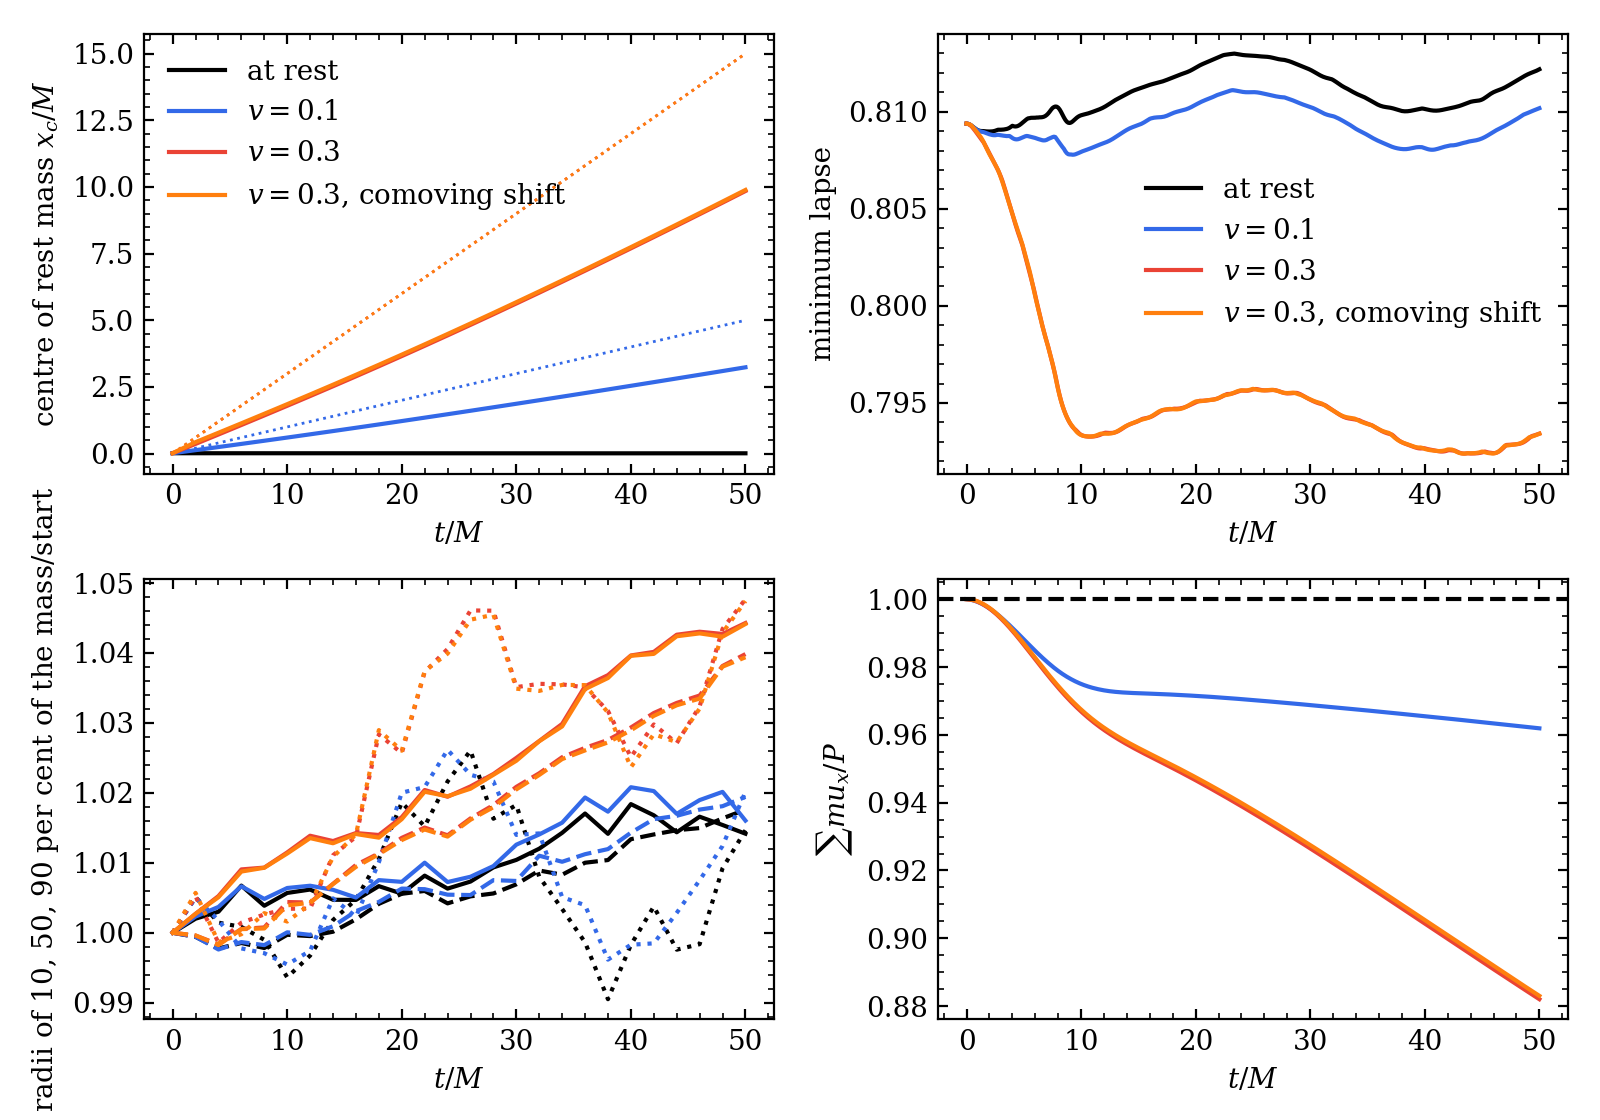 centre of rest mass x_c/M
15.0
12.5
10.0
7.5
5.0
2.5
0.0
at rest
v = 0.1
v = 0.3
v = 0.3, comoving shift
0 10 20 30 40 50
t/M
minimum lapse
0.810
0.805
0.800
0.795
at rest
v = 0.1
v = 0.3
v = 0.3, comoving shift
0 10 20 30 40 50
t/M
radii of 10, 50, 90 per cent of the mass/start
1.05
1.04
1.03
1.02
1.01
1.00
0.99
0 10 20 30 40 50
t/M
∑mu_x/P
1.00
0.98
0.96
0.94
0.92
0.90
0.88
0 10 20 30 40 50
t/M